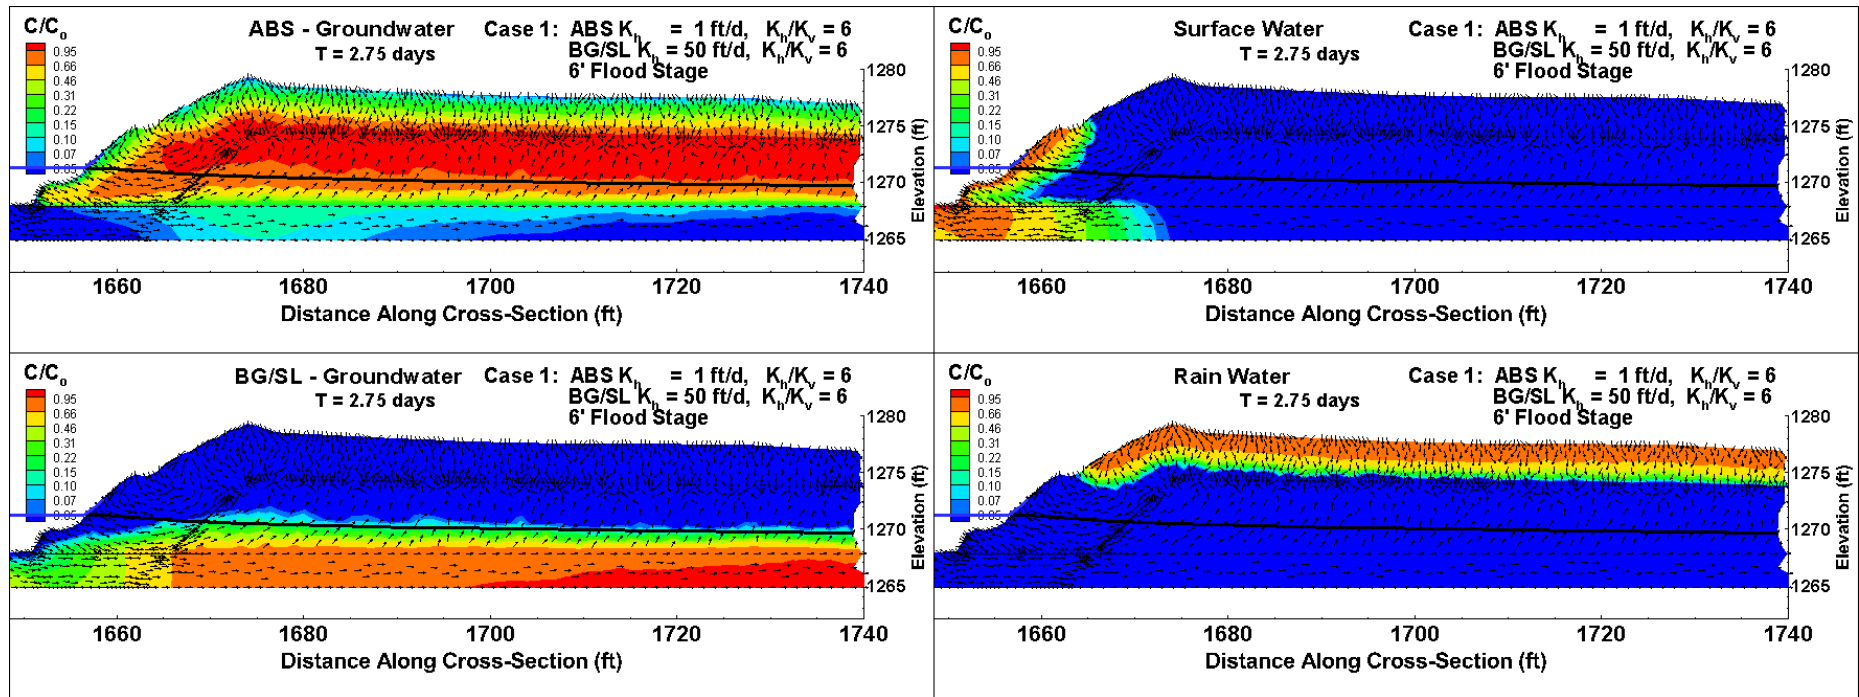 C/Co
0.95
0.66
0.46
0.31
0.22
0.15
0.10
0.07
0.05
ABS - Groundwater
T = 2.75 days
Case 1: ABS Kh = 1 ft/d, Kh/Kv = 6
BG/SL Kh = 50 ft/d, Kh/Kv = 6
6' Flood Stage
1280
1275
1270
1265
Elevation (ft)
1660 1680 1700 1720 1740
Distance Along Cross-Section (ft)
C/Co
0.95
0.66
0.46
0.31
0.22
0.15
0.10
0.07
0.05
Surface Water
T = 2.75 days
Case 1: ABS Kh = 1 ft/d, Kh/Kv = 6
BG/SL Kh = 50 ft/d, Kh/Kv = 6
6' Flood Stage
1280
1275
1270
1265
Elevation (ft)
1660 1680 1700 1720 1740
Distance Along Cross-Section (ft)
C/Co
0.95
0.66
0.46
0.31
0.22
0.15
0.10
0.07
0.05
BG/SL - Groundwater
T = 2.75 days
Case 1: ABS Kh = 1 ft/d, Kh/Kv = 6
BG/SL Kh = 50 ft/d, Kh/Kv = 6
6' Flood Stage
1280
1275
1270
1265
Elevation (ft)
1660 1680 1700 1720 1740
Distance Along Cross-Section (ft)
C/Co
0.95
0.66
0.46
0.31
0.22
0.15
0.10
0.07
0.05
Rain Water
T = 2.75 days
Case 1: ABS Kh = 1 ft/d, Kh/Kv = 6
BG/SL Kh = 50 ft/d, Kh/Kv = 6
6' Flood Stage
1280
1275
1270
1265
Elevation (ft)
1660 1680 1700 1720 1740
Distance Along Cross-Section (ft)